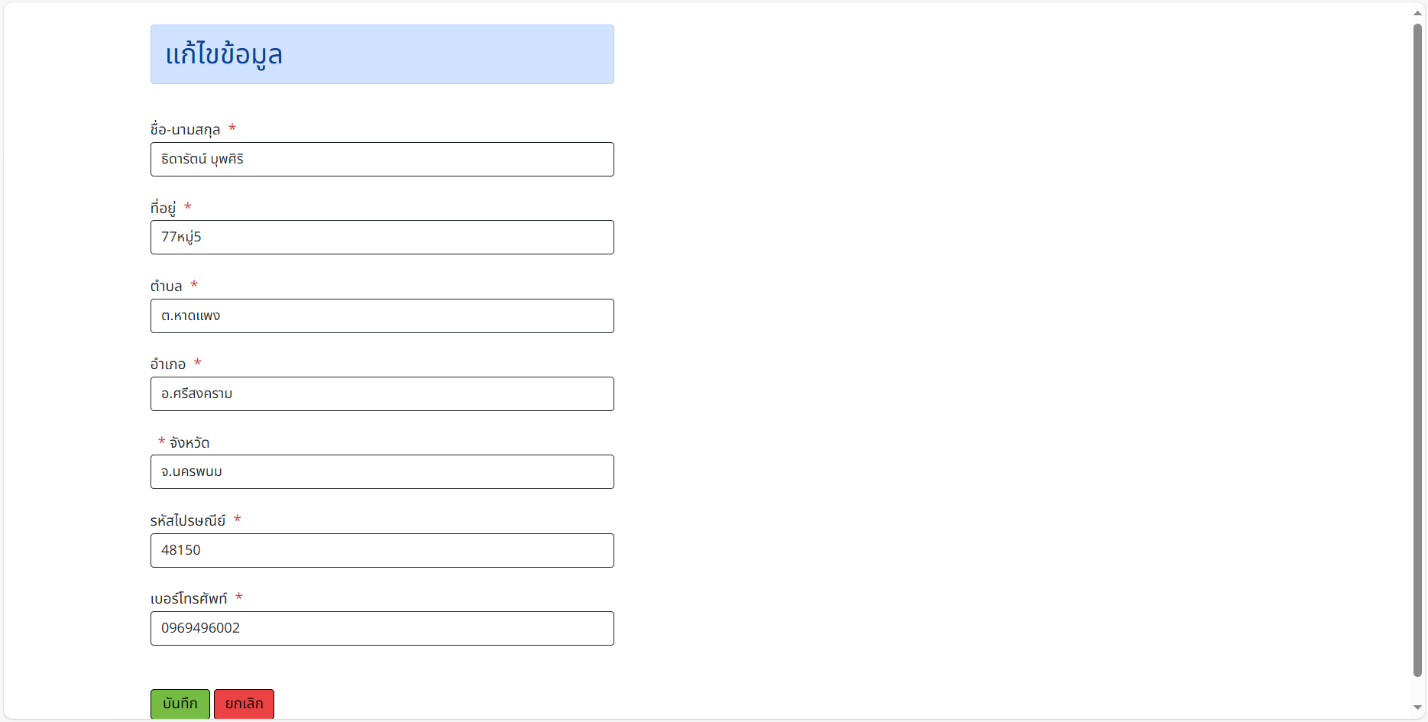 แก้ไขข้อมูล
ชื่อ-นามสกุล *
ธิดารัตน์ บุพศิริ
ที่อยู่ *
77หมู่5
ตำบล *
ต.หาดแพง
อำเภอ *
อ.ศรีสงคราม
* จังหวัด
จ.นครพนม
รหัสไปรษณีย์ *
48150
เบอร์โทรศัพท์ *
0969496002
บันทึก ยกเลิก